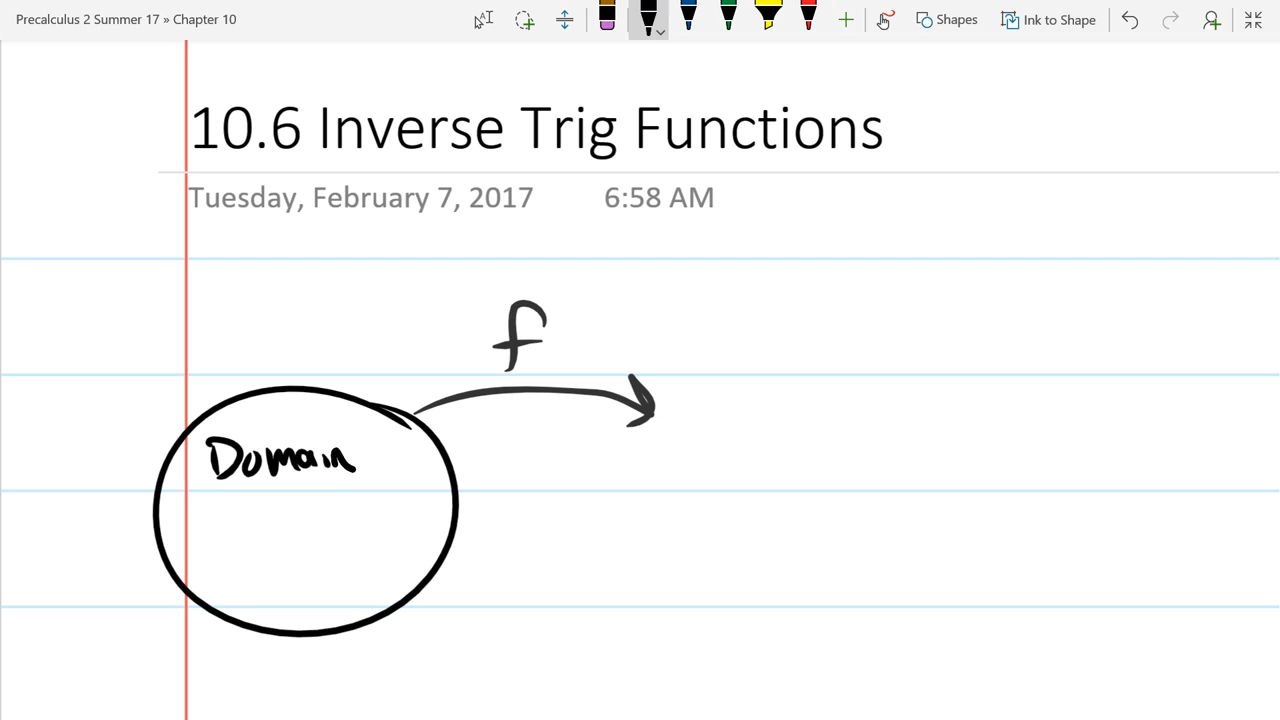 Precalculus 2 Summer 17 » Chapter 10
Shapes
Ink to Shape
10.6 Inverse Trig Functions
Tuesday, February 7, 2017 6:58 AM
f
Domain